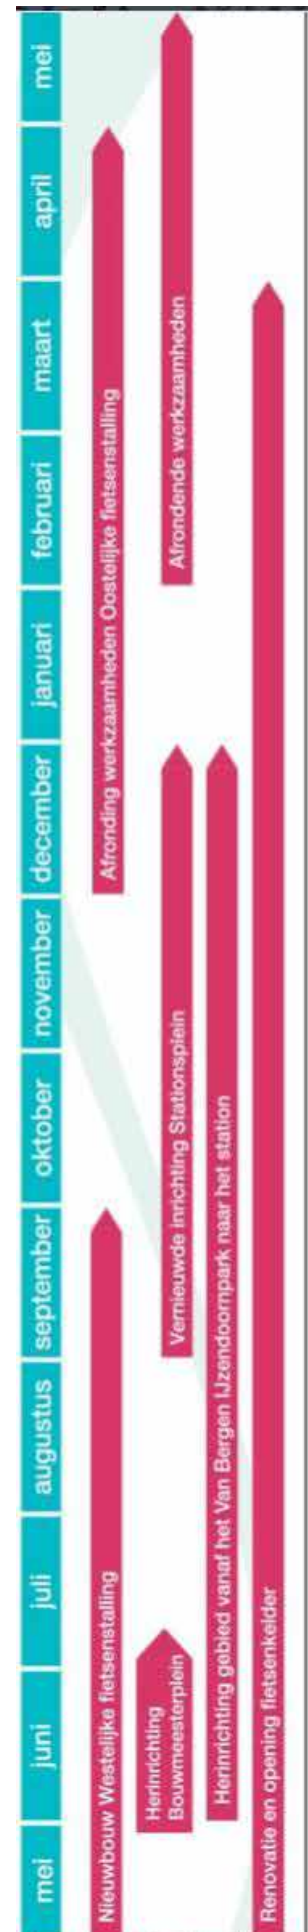 mei
juni
juli
augustus
september
oktober
november
december
januari
februari
maart
april
mei
Nieuwbouw Westelijke fietsenstalling
Afronding werkzaamheden Oostelijke fietsenstalling
Herinrichting
Bouwmeesterplein
Vernieuwde inrichting Stationsplein
Afrondende werkzaamheden
Herinrichting gebied vanaf het Van Bergen IJzendoornpark naar het station
Renovatie en opening fietsenkelder